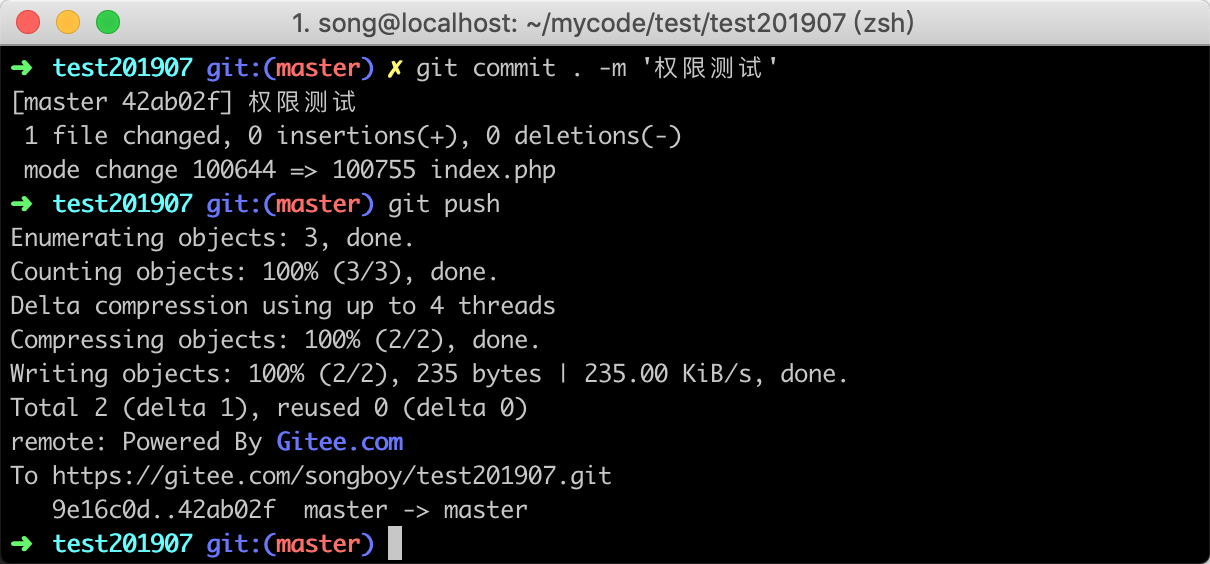 1. song@localhost: ~/mycode/test/test201907 (zsh)
➜  test201907 git:(master) ✗ git commit . -m '权限测试'
[master 42ab02f] 权限测试
 1 file changed, 0 insertions(+), 0 deletions(-)
 mode change 100644 => 100755 index.php
➜  test201907 git:(master) git push
Enumerating objects: 3, done.
Counting objects: 100% (3/3), done.
Delta compression using up to 4 threads
Compressing objects: 100% (2/2), done.
Writing objects: 100% (2/2), 235 bytes | 235.00 KiB/s, done.
Total 2 (delta 1), reused 0 (delta 0)
remote: Powered By Gitee.com
To https://gitee.com/songboy/test201907.git
   9e16c0d..42ab02f  master -> master
➜  test201907 git:(master)